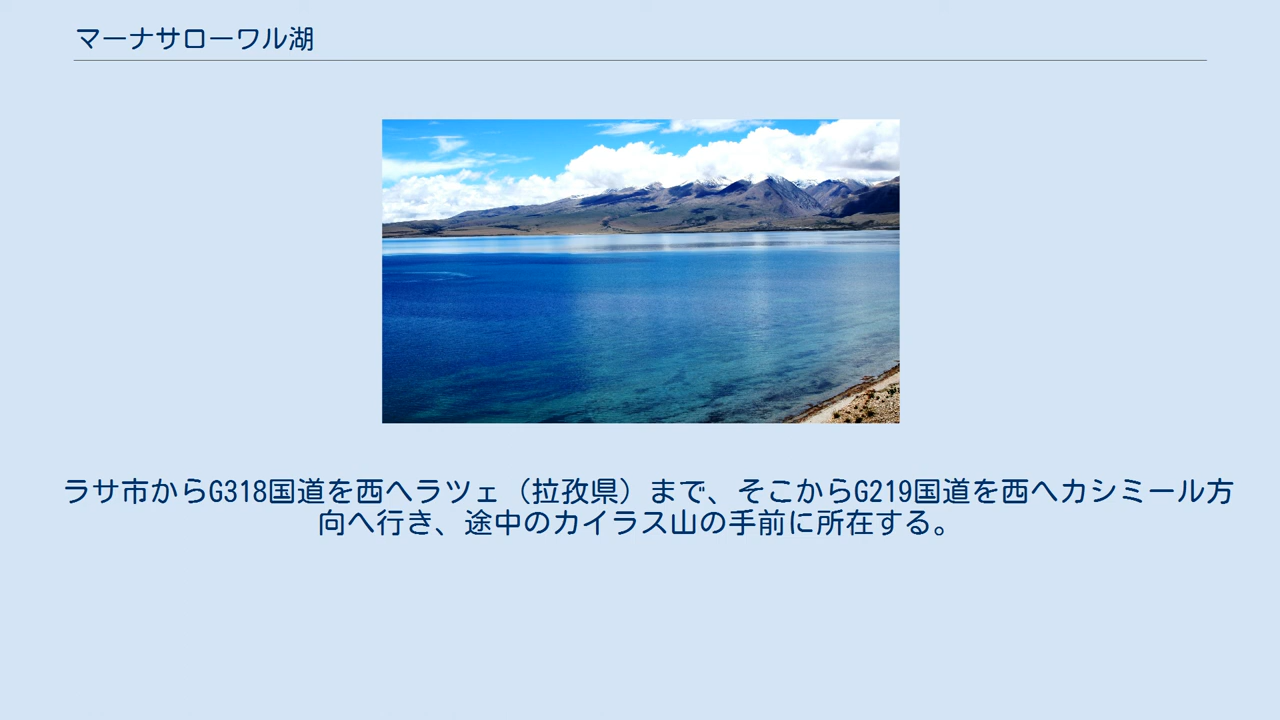 マーナサローワル湖
ラサ市からG318国道を西へラツェ（拉孜県）まで、そこからG219国道を西へカシミール方
向へ行き、途中のカイラス山の手前に所在する。